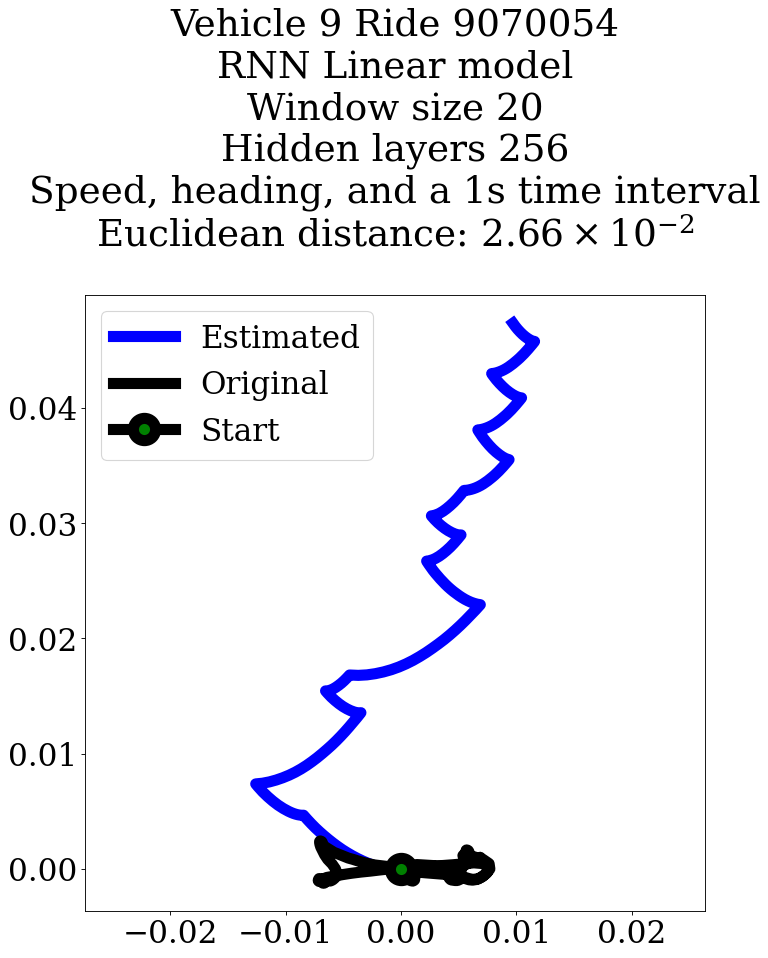 Vehicle 9 Ride 9070054
RNN Linear model
Window size 20
Hidden layers 256
Speed, heading, and a 1s time interval
Euclidean distance: 2.66 × 10⁻²
Estimated
Original
Start
0.04
0.03
0.02
0.01
0.00
−0.02 −0.01 0.00 0.01 0.02